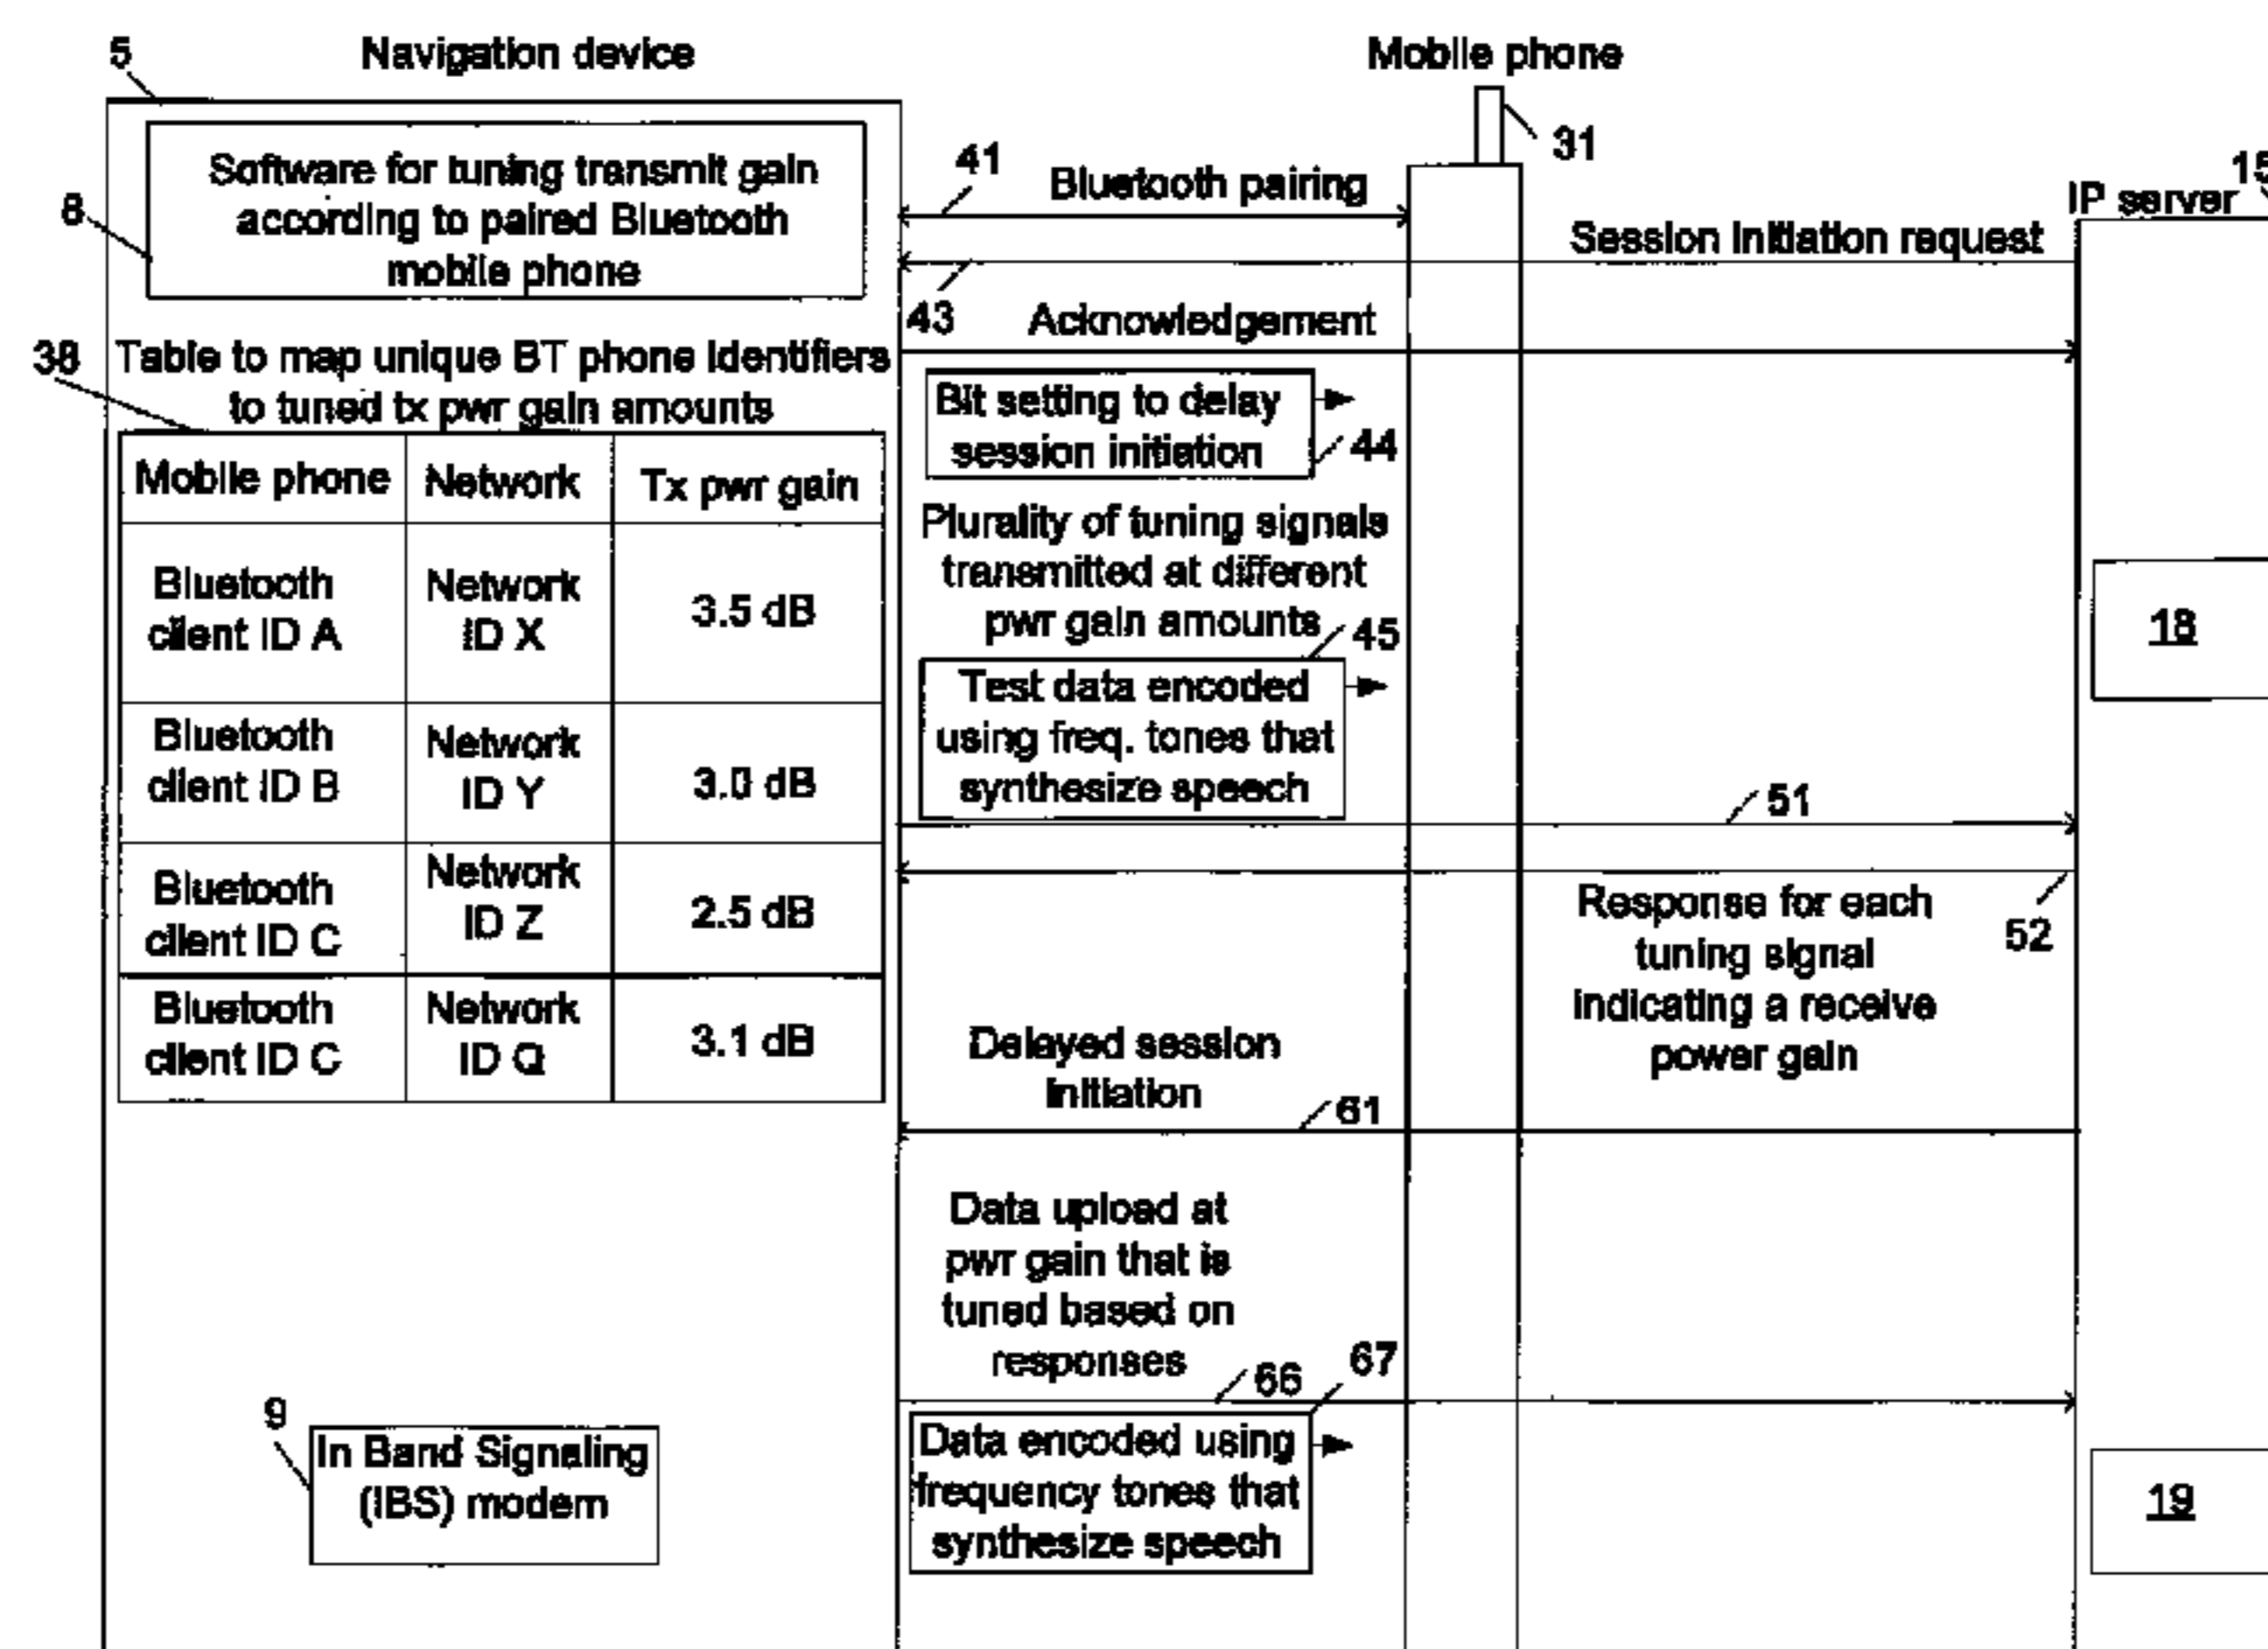 5
Navigation device
Mobile phone
31
15
IP server
Software for tuning transmit gain
according to paired Bluetooth
mobile phone
8
41
Bluetooth pairing
Session initiation request
43
Acknowledgement
38
Table to map unique BT phone identifiers
to tuned tx pwr gain amounts
Mobile phone
Network
Tx pwr gain
Bluetooth
client ID A
Network
ID X
3.5 dB
Bluetooth
client ID B
Network
ID Y
3.0 dB
Bluetooth
client ID C
Network
ID Z
2.5 dB
Bluetooth
client ID C
Network
ID Q
3.1 dB
Bit setting to delay
session initiation
44
Plurality of tuning signals
transmitted at different
pwr gain amounts
45
Test data encoded
using freq. tones that
synthesize speech
51
18
Response for each
tuning signal
indicating a receive
power gain
52
Delayed session
initiation
61
Data upload at
pwr gain that is
tuned based on
responses
66
67
Data encoded using
frequency tones that
synthesize speech
9
In Band Signaling
(IBS) modem
19